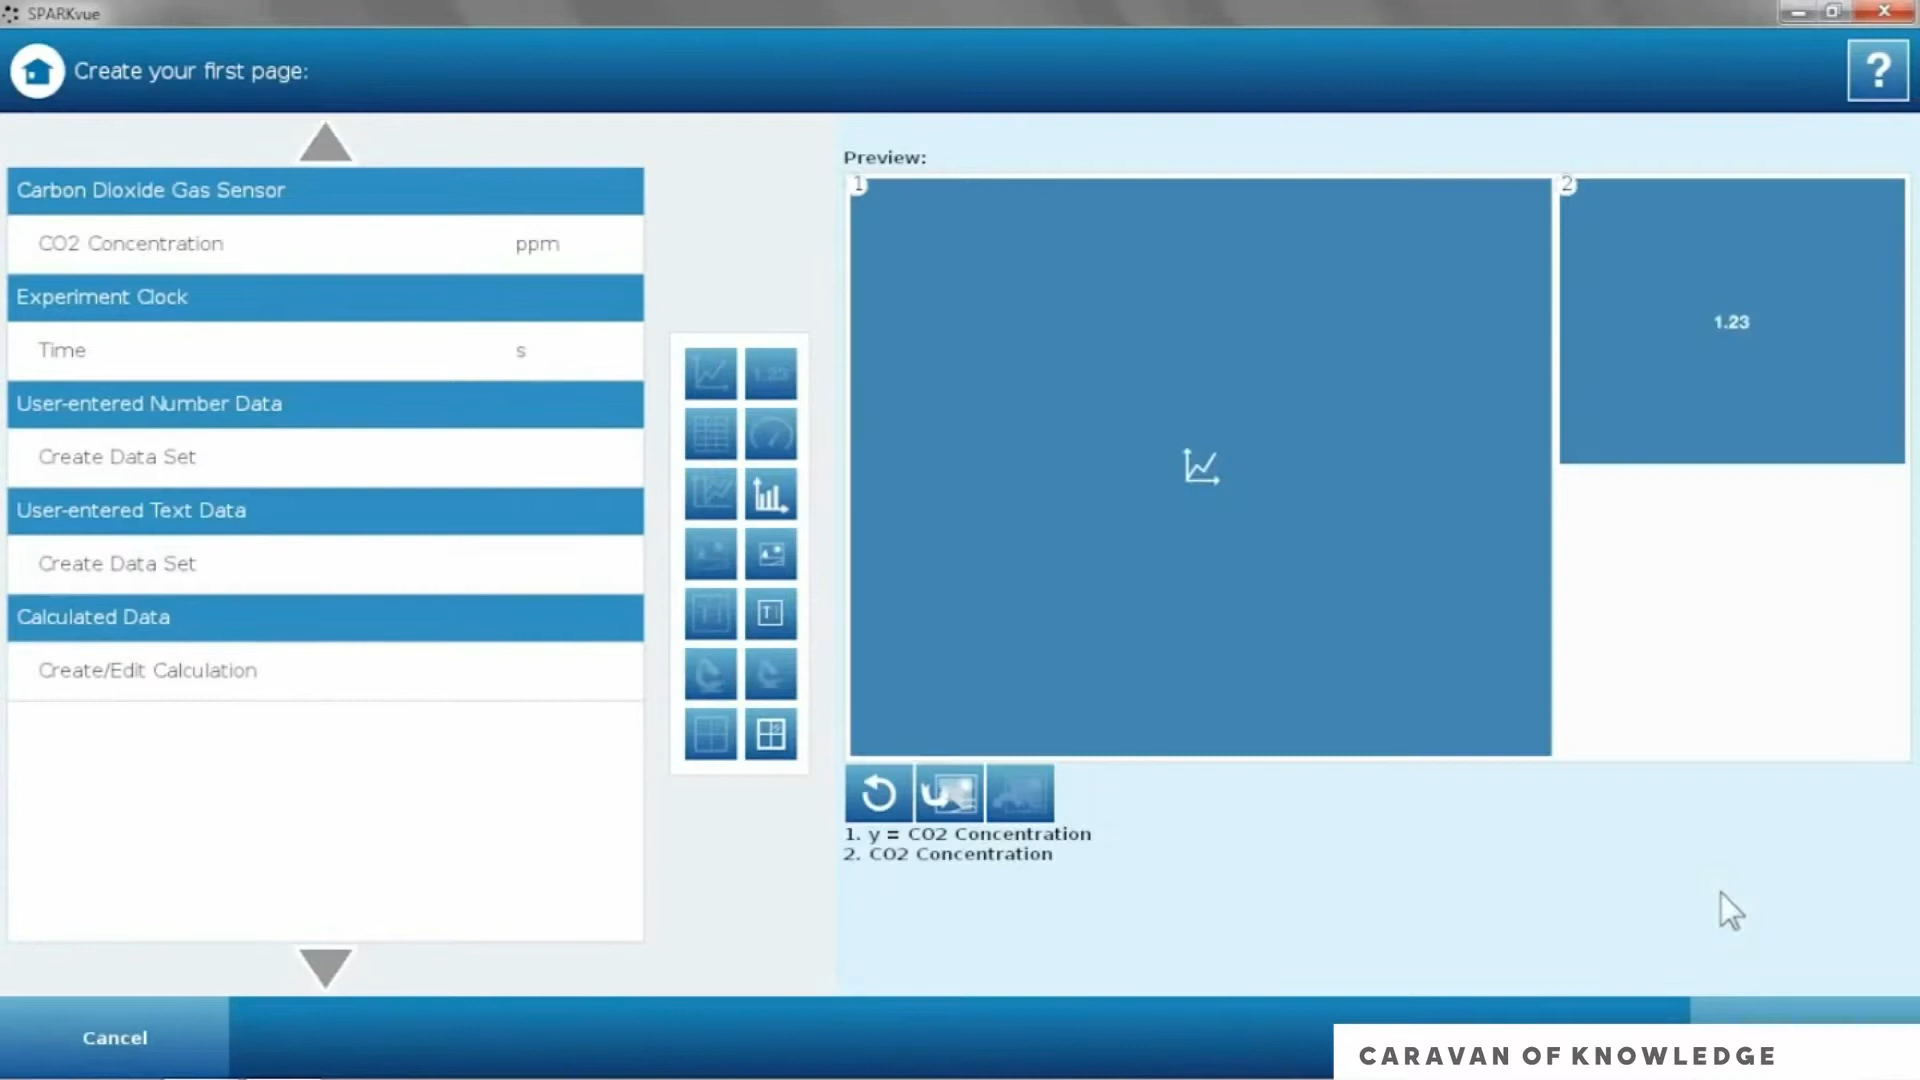 SPARKvue
Create your first page:
?
Carbon Dioxide Gas Sensor
CO2 Concentration ppm
Experiment Clock
Time s
User-entered Number Data
Create Data Set
User-entered Text Data
Create Data Set
Calculated Data
Create/Edit Calculation
1.23
T
Preview:
1
2
1.23
1. y = CO2 Concentration
2. CO2 Concentration
Cancel
CARAVAN OF KNOWLEDGE